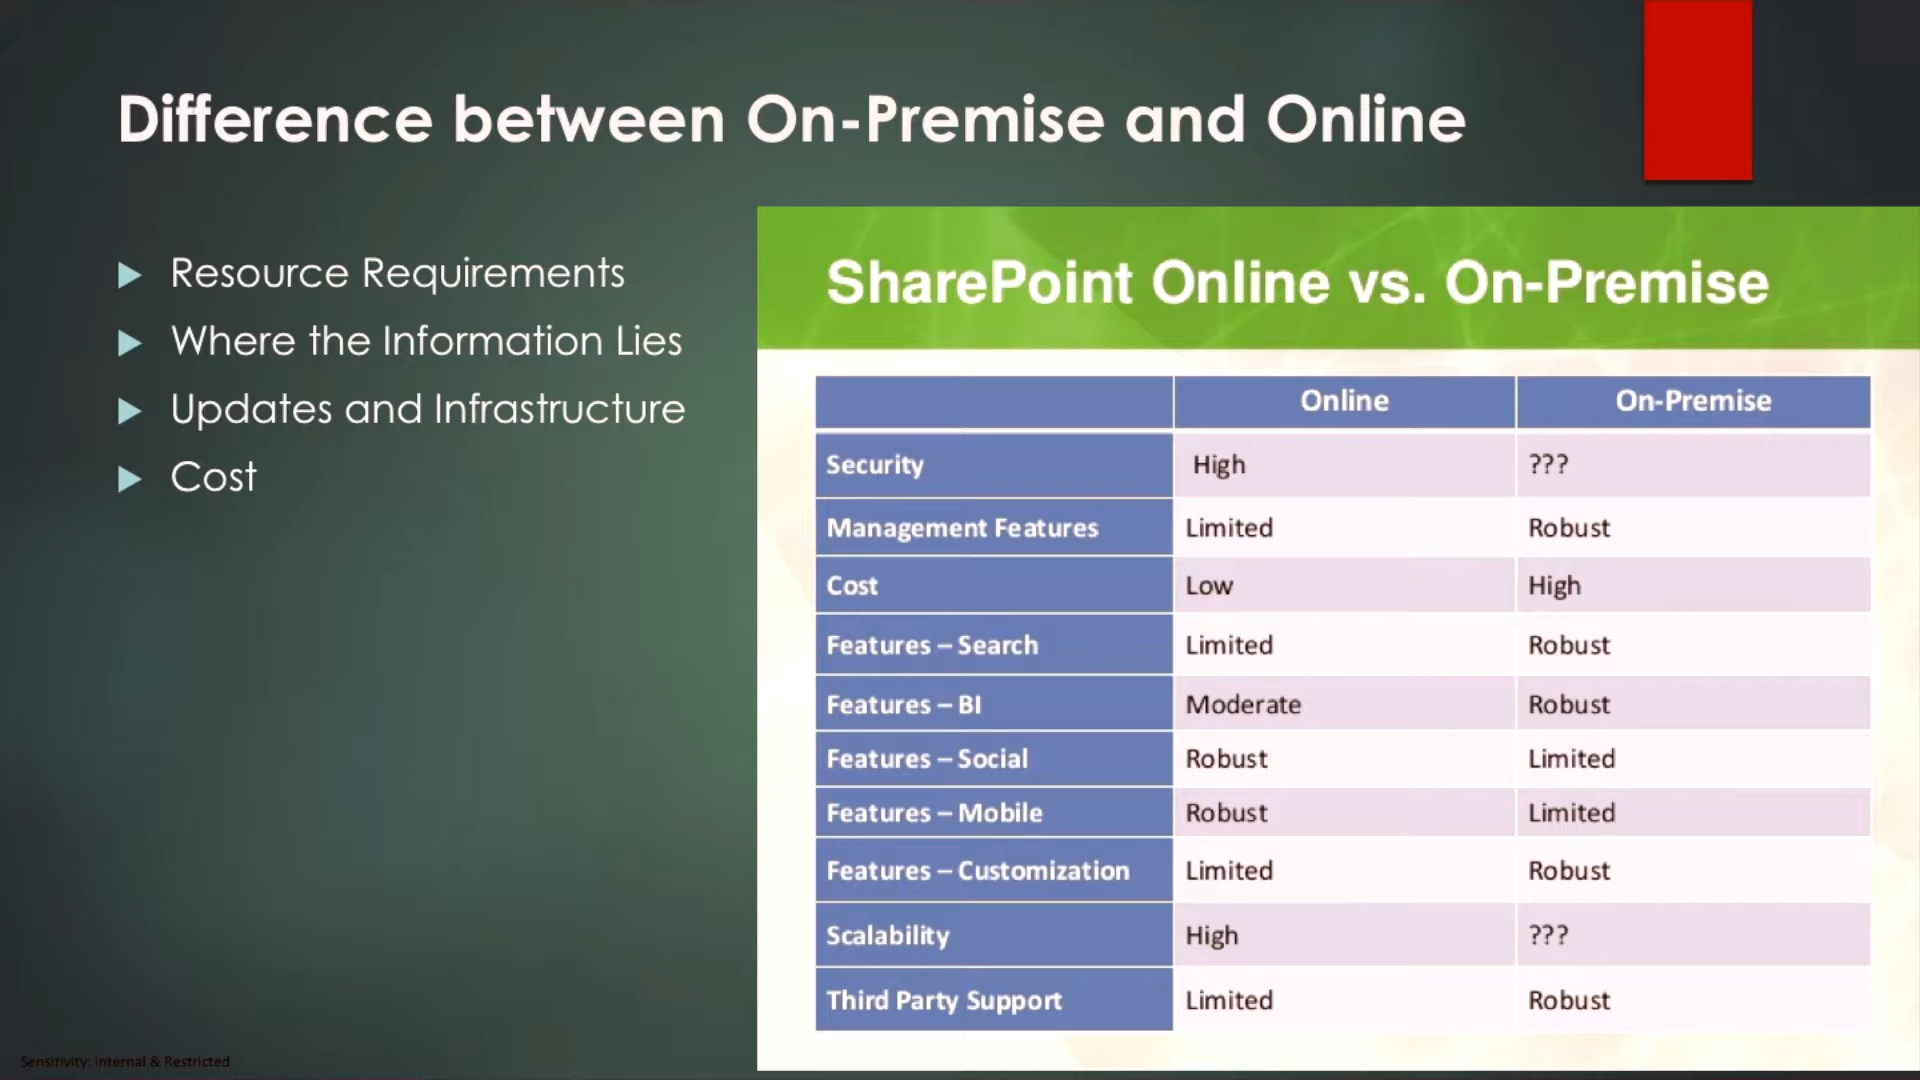 Difference between On-Premise and Online
Resource Requirements
Where the Information Lies
Updates and Infrastructure
Cost
SharePoint Online vs. On-Premise
Online On-Premise
Security High ???
Management Features Limited Robust
Cost Low High
Features – Search Limited Robust
Features – BI Moderate Robust
Features – Social Robust Limited
Features – Mobile Robust Limited
Features – Customization Limited Robust
Scalability High ???
Third Party Support Limited Robust
Sensitivity: Internal & Restricted